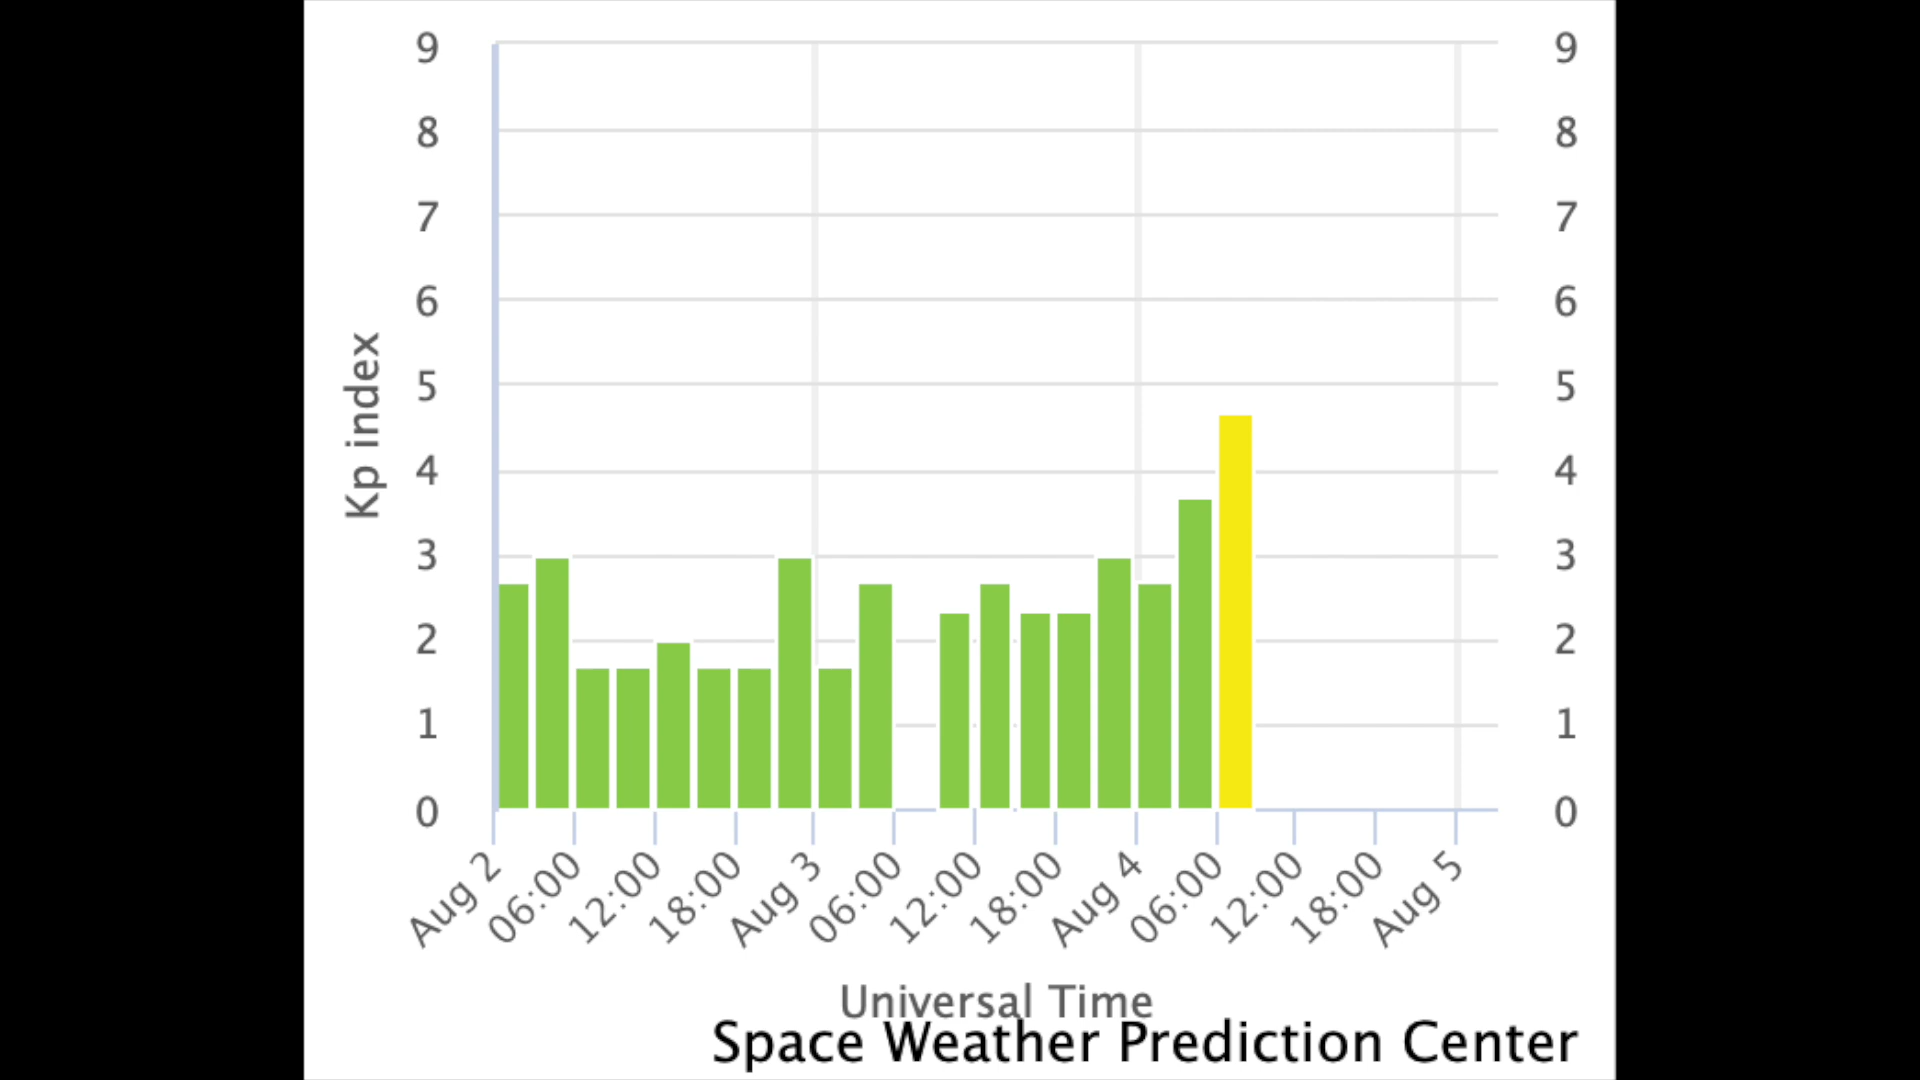 9 9
8 8
7 7
6 6
5 5
4 4
3 3
2 2
1 1
0 0
Kp index
Aug 2 06:00 12:00 18:00 Aug 3 06:00 12:00 18:00 Aug 4 06:00 12:00 18:00 Aug 5
Universal Time
Space Weather Prediction Center